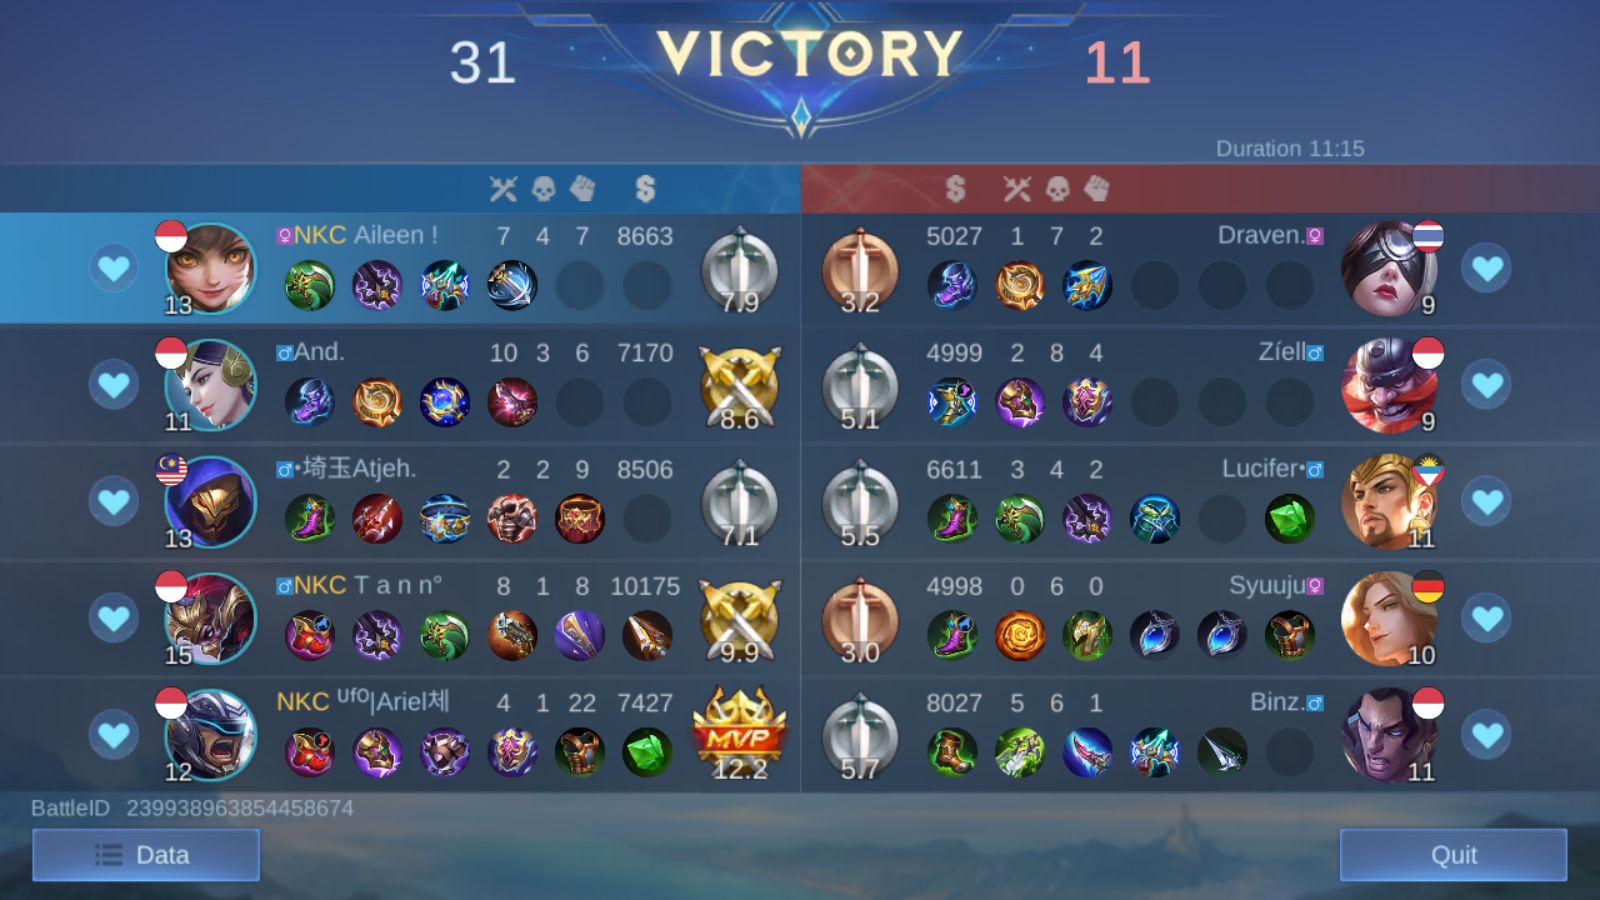 31 VICTORY 11
Duration 11:15
NKC Aileen ! 7 4 7 8663
13 7.9
3.2 5027 1 7 2 Draven.
9
And. 10 3 6 7170
11 8.6
5.1 4999 2 8 4 Zíell
9
•埼玉Atjeh. 2 2 9 8506
13 7.1
5.5 6611 3 4 2 Lucifer•
11
NKC T a n n° 8 1 8 10175
15 9.9
3.0 4998 0 6 0 Syuuju
10
NKC ᵁᶠᴼ|Ariel체 4 1 22 7427
12 MVP 12.2
5.7 8027 5 6 1 Binz.
11
BattleID 239938963854458674
Data
Quit